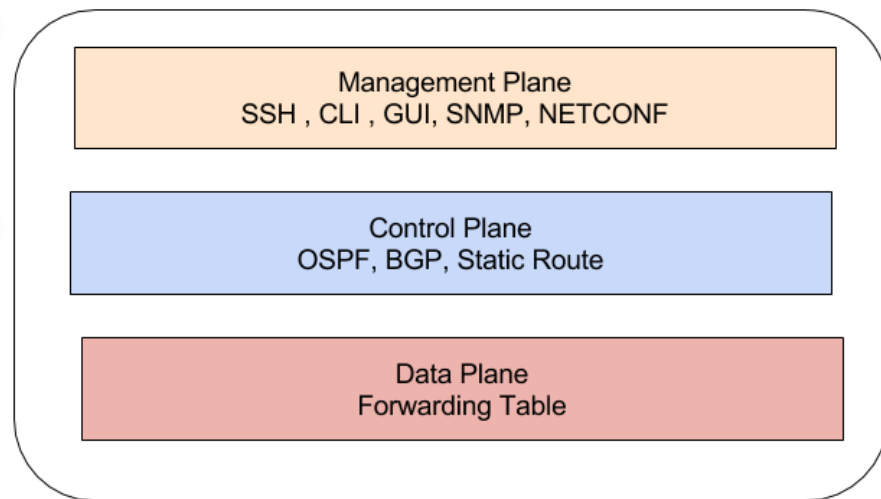 Management Plane
SSH , CLI , GUI, SNMP, NETCONF
Control Plane
OSPF, BGP, Static Route
Data Plane
Forwarding Table